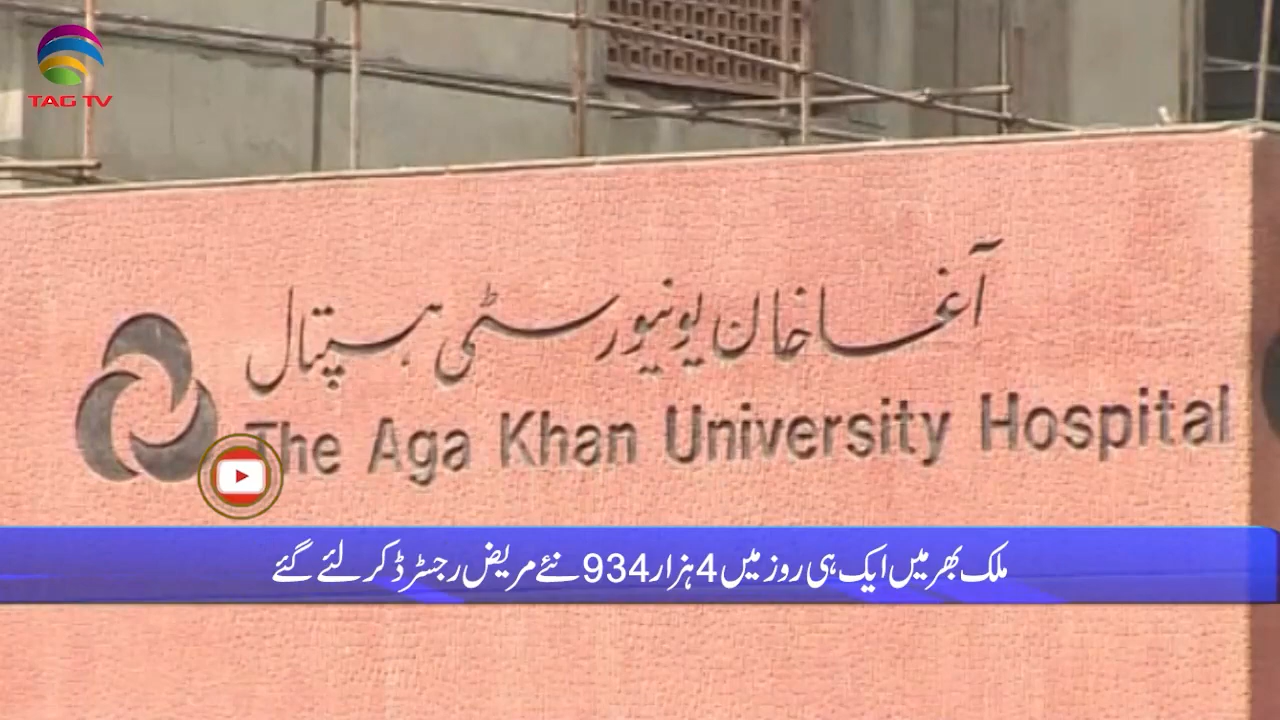 TAG TV
آغا خان یونیورسٹی ہسپتال
The Aga Khan University Hospital
ملک بھر میں ایک ہی روز میں 4 ہزار 934 نئے مریض رجسٹرڈ کر لئے گئے